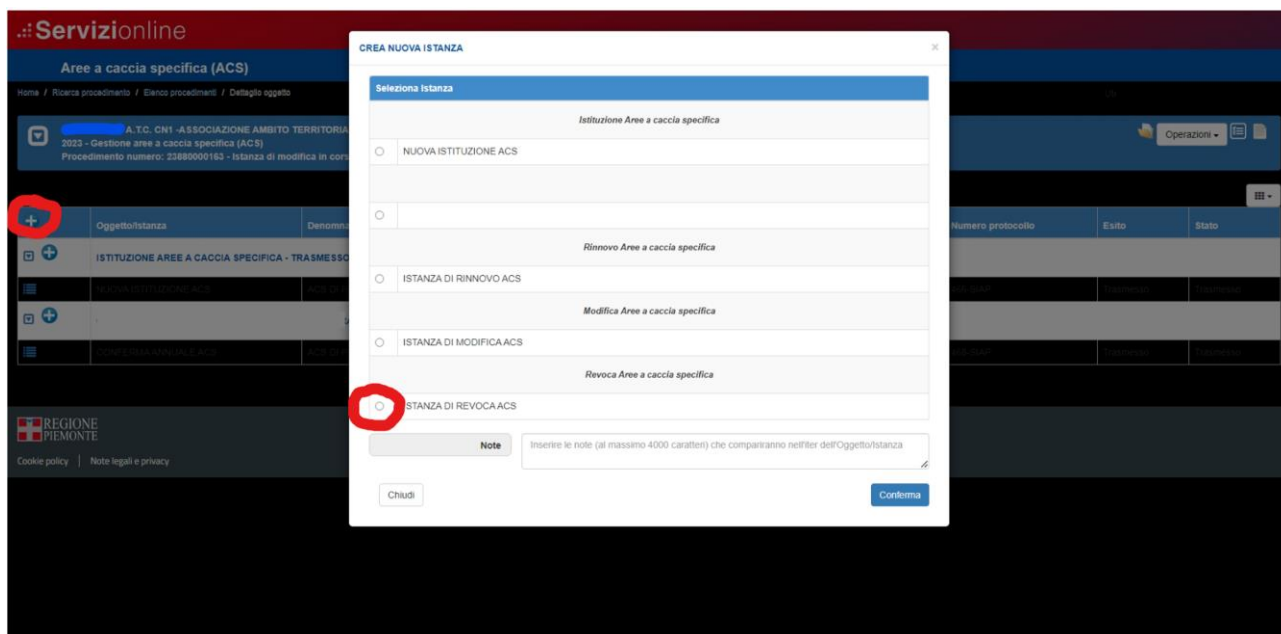 .:Servizionline
Aree a caccia specifica (ACS)
Home / Ricerca procedimento / Elenco procedimenti / Dettaglio oggetto
A.T.C. CN1 -ASSOCIAZIONE AMBITO TERRITORIA
2023 - Gestione aree a caccia specifica (ACS)
Procedimento numero: 23880000163 - Istanza di modifica in cors
Operazioni
Oggetto/Istanza
Denomina
Numero protocollo
Esito
Stato
ISTITUZIONE AREE A CACCIA SPECIFICA - TRASMESSO
NUOVA ISTITUZIONE ACS
Trasmesso
Trasmesso
CONFERMA ANNUALE ACS
Trasmesso
Trasmesso
REGIONE
PIEMONTE
Cookie policy | Note legali e privacy
CREA NUOVA ISTANZA
×
Seleziona Istanza
Istituzione Aree a caccia specifica
NUOVA ISTITUZIONE ACS
Rinnovo Aree a caccia specifica
ISTANZA DI RINNOVO ACS
Modifica Aree a caccia specifica
ISTANZA DI MODIFICA ACS
Revoca Aree a caccia specifica
STANZA DI REVOCA ACS
Note
Inserire le note (al massimo 4000 caratteri) che compariranno nell'iter dell'Oggetto/Istanza
Chiudi
Conferma